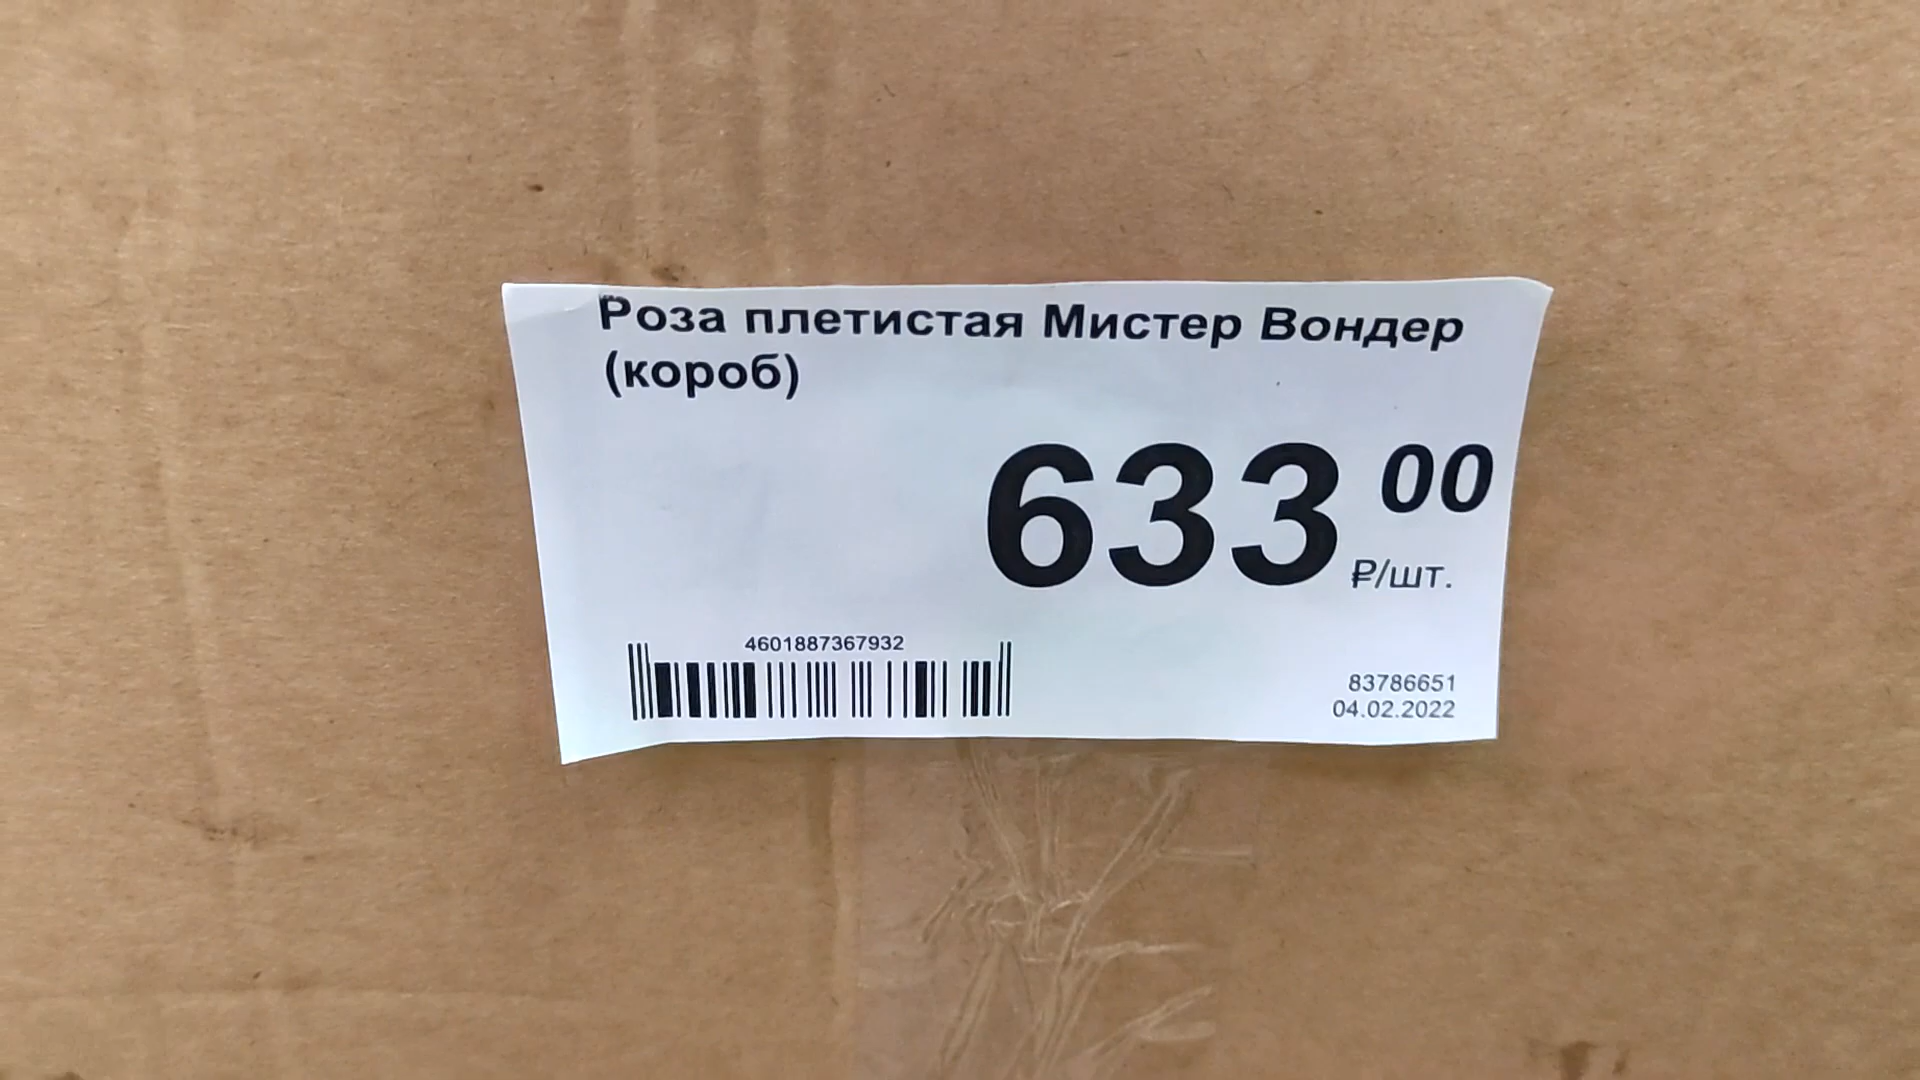 Роза плетистая Мистер Вондер
(короб)
633 00
₽/шт.
4601887367932
83786651
04.02.2022